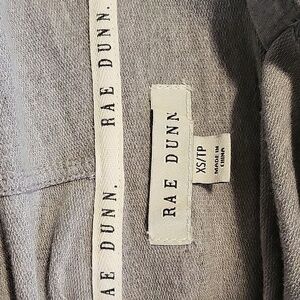 RAE DUNN.
RAE DUNN.
RAE DUNN
XS/TP
MADE IN
CHINA